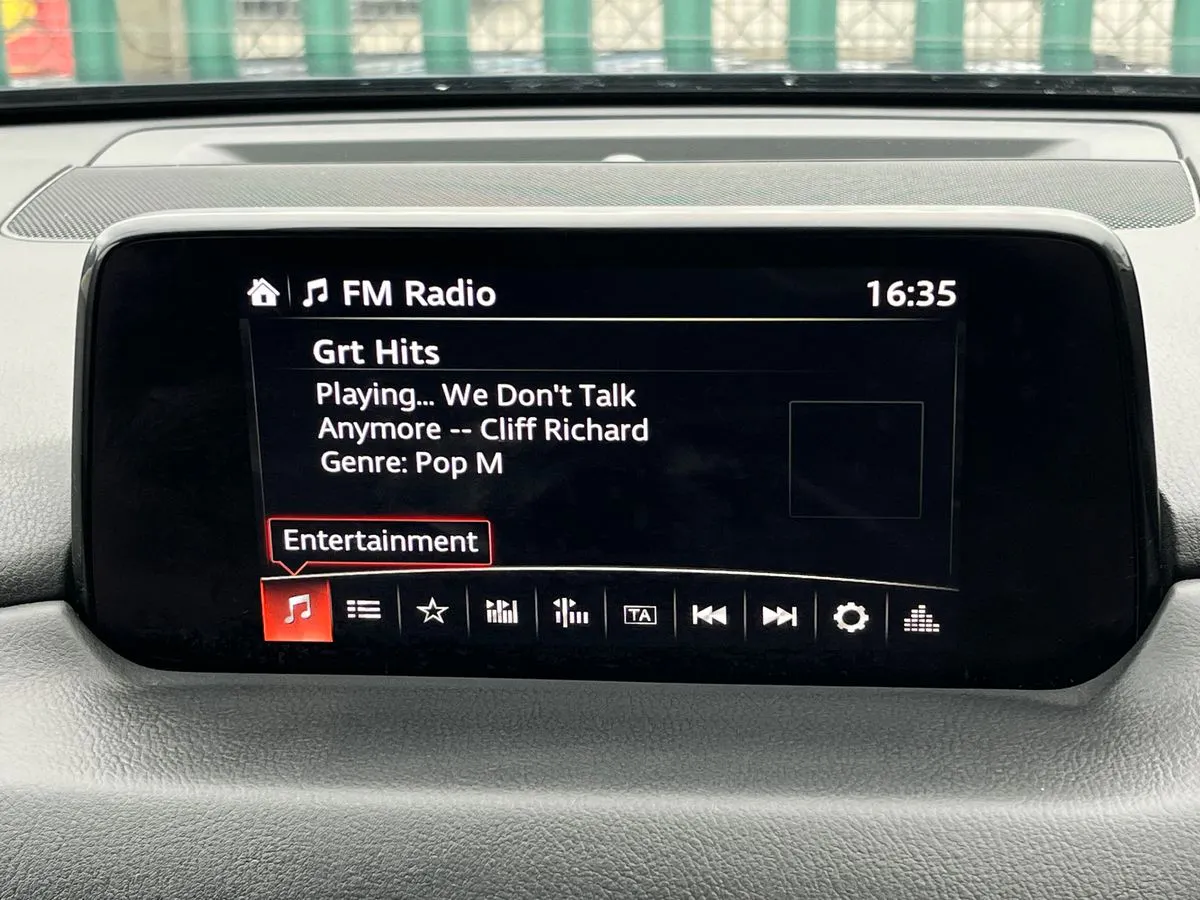 FM Radio
16:35
Grt Hits
Playing... We Don't Talk
Anymore -- Cliff Richard
Genre: Pop M
Entertainment
TA